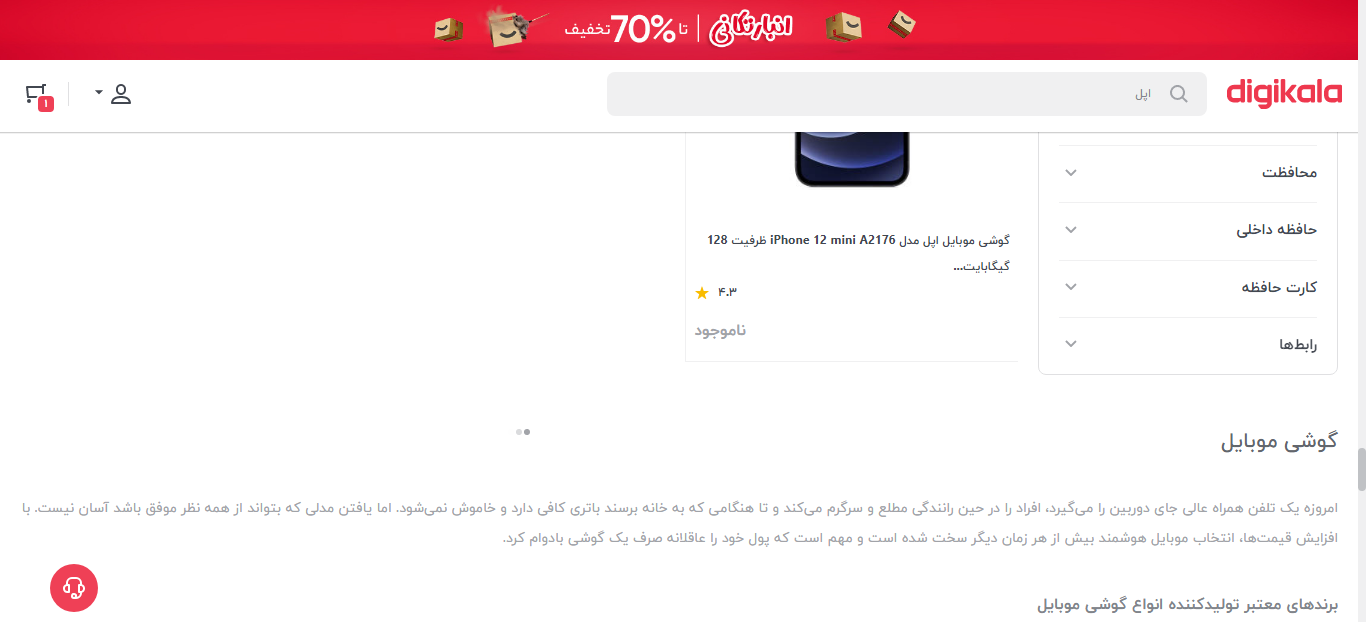 انبارتکانی | تا 70% تخفیف
digikala
اپل
۱
محافظت
حافظه داخلی
کارت حافظه
رابط‌ها
گوشی موبایل اپل مدل iPhone 12 mini A2176 ظرفیت 128
گیگابایت...
۴.۳
ناموجود
گوشی موبایل
امروزه یک تلفن همراه عالی جای دوربین را می‌گیرد، افراد را در حین رانندگی مطلع و سرگرم می‌کند و تا هنگامی که به خانه برسند باتری کافی دارد و خاموش نمی‌شود. اما یافتن مدلی که بتواند از همه نظر موفق باشد آسان نیست. با
افزایش قیمت‌ها، انتخاب موبایل هوشمند بیش از هر زمان دیگر سخت شده است و مهم است که پول خود را عاقلانه صرف یک گوشی بادوام کرد.
برندهای معتبر تولیدکننده انواع گوشی موبایل